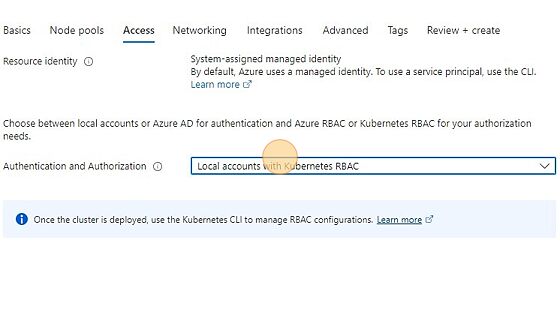 Basics Node pools Access Networking Integrations Advanced Tags Review + create
Resource identity System-assigned managed identity
By default, Azure uses a managed identity. To use a service principal, use the CLI.
Learn more
Choose between local accounts or Azure AD for authentication and Azure RBAC or Kubernetes RBAC for your authorization
needs.
Authentication and Authorization Local accounts with Kubernetes RBAC
Once the cluster is deployed, use the Kubernetes CLI to manage RBAC configurations. Learn more